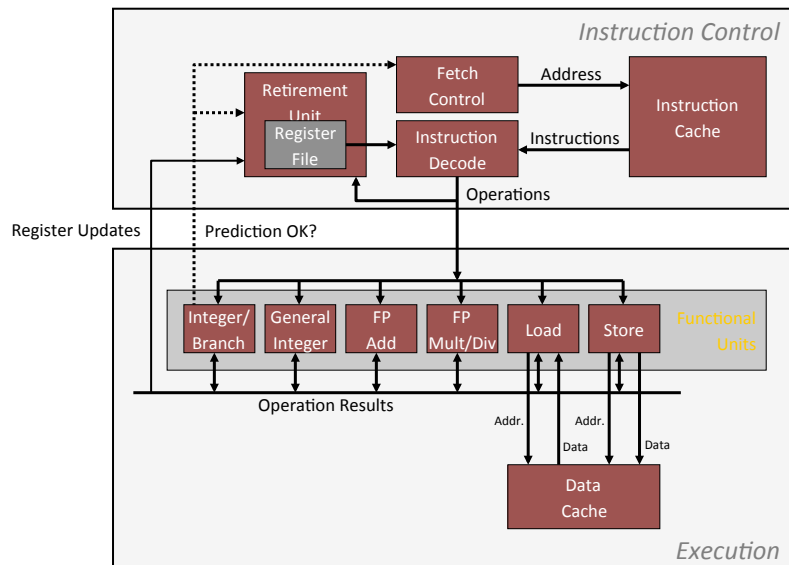 Instruction Control
Retirement
Unit
Register
File
Fetch
Control
Address
Instruction
Cache
Instruction
Decode
Instructions
Operations
Register Updates
Prediction OK?
Integer/
Branch
General
Integer
FP
Add
FP
Mult/Div
Load
Store
Functional
Units
Operation Results
Addr.
Data
Addr.
Data
Data
Cache
Execution